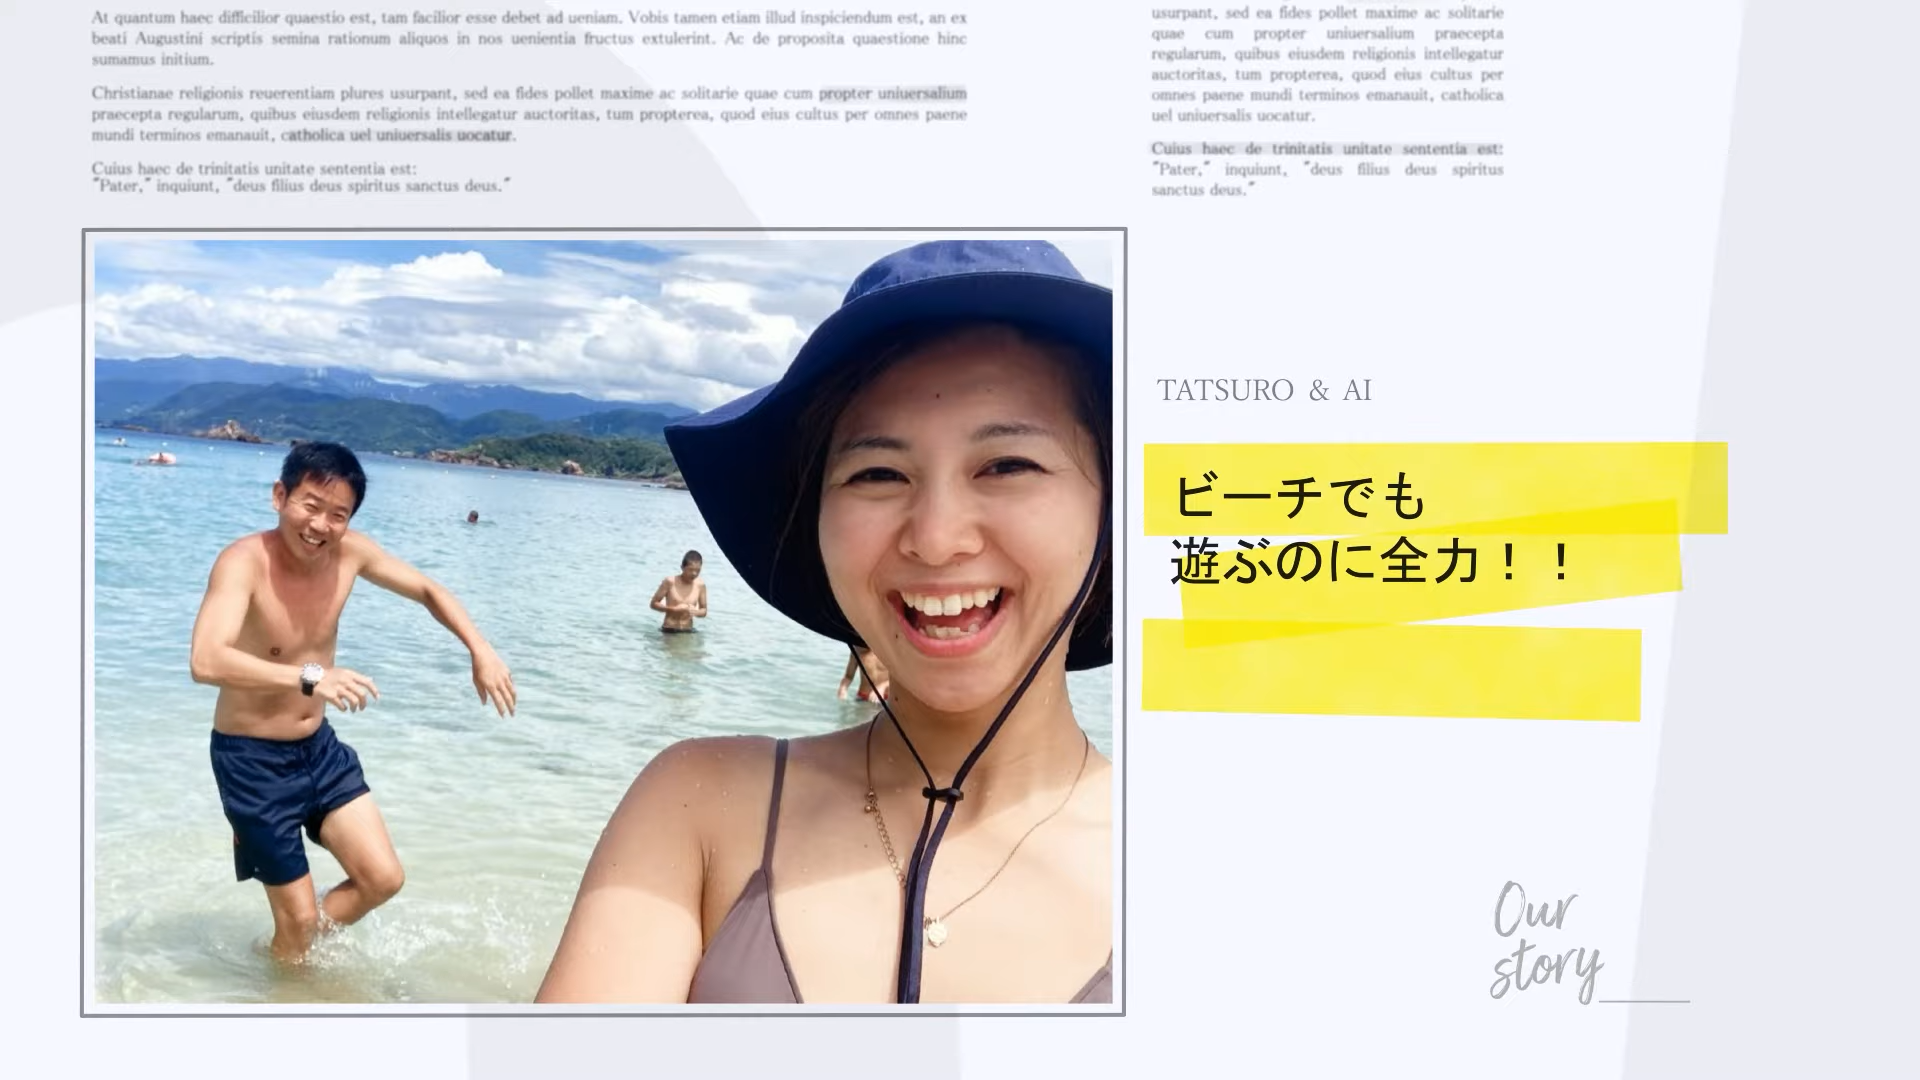 At quantum haec difficilior quaestio est, tam facilior esse debet ad ueniam. Vobis tamen etiam illud inspiciendum est, an ex
beati Augustini scriptis semina rationum aliquos in nos uenientia fructus extulerint. Ac de proposita quaestione hinc
sumamus initium.
Christianae religionis reuerentiam plures usurpant, sed ea fides pollet maxime ac solitarie quae cum propter uniuersalium
praecepta regularum, quibus eiusdem religionis intellegatur auctoritas, tum propterea, quod eius cultus per omnes paene
mundi terminos emanauit, catholica uel uniuersalis uocatur.
Cuius haec de trinitatis unitate sententia est:
"Pater," inquiunt, "deus filius deus spiritus sanctus deus."
usurpant, sed ea fides pollet maxime ac solitarie
quae cum propter uniuersalium praecepta
regularum, quibus eiusdem religionis intellegatur
auctoritas, tum propterea, quod eius cultus per
omnes paene mundi terminos emanauit, catholica
uel uniuersalis uocatur.
Cuius haec de trinitatis unitate sententia est:
"Pater," inquiunt, "deus filius deus spiritus
sanctus deus."
TATSURO & AI
ビーチでも
遊ぶのに全力！！
Our
story